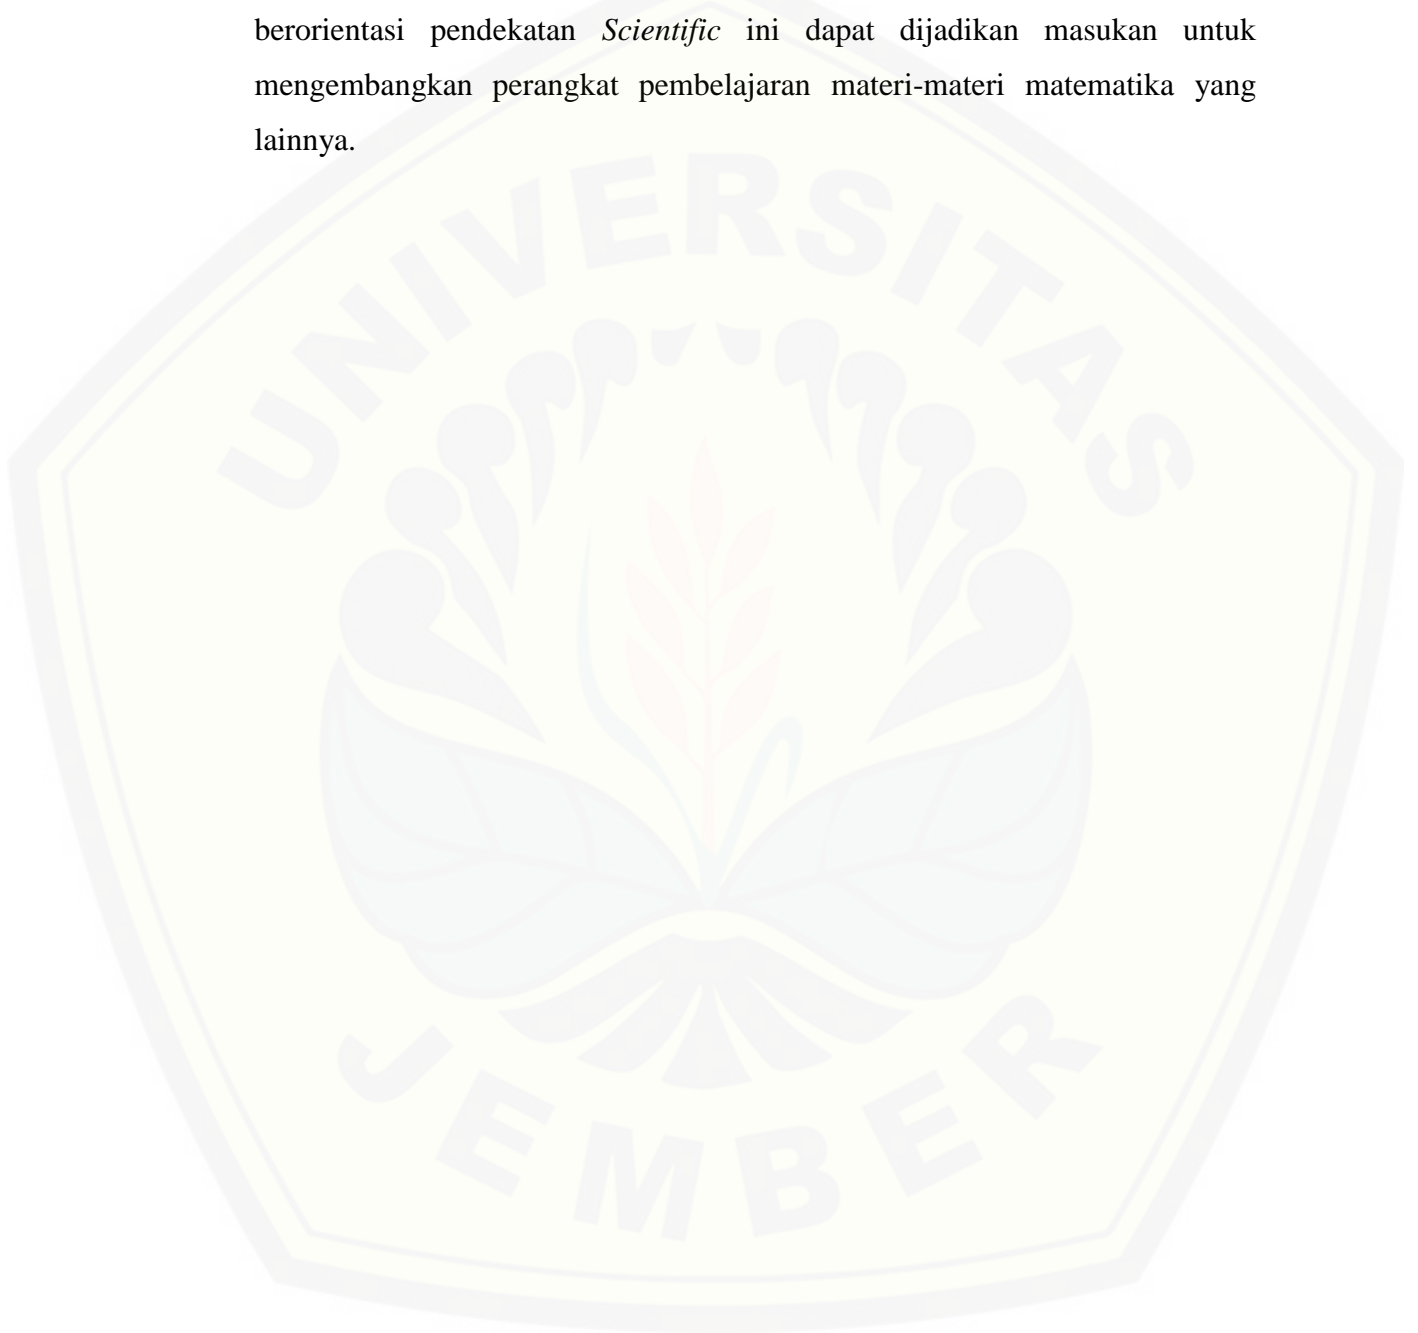 berorientasi pendekatan Scientific ini dapat dijadikan masukan untuk
mengembangkan perangkat pembelajaran materi-materi matematika yang
lainnya.
UNIVERSITAS
JEMBER